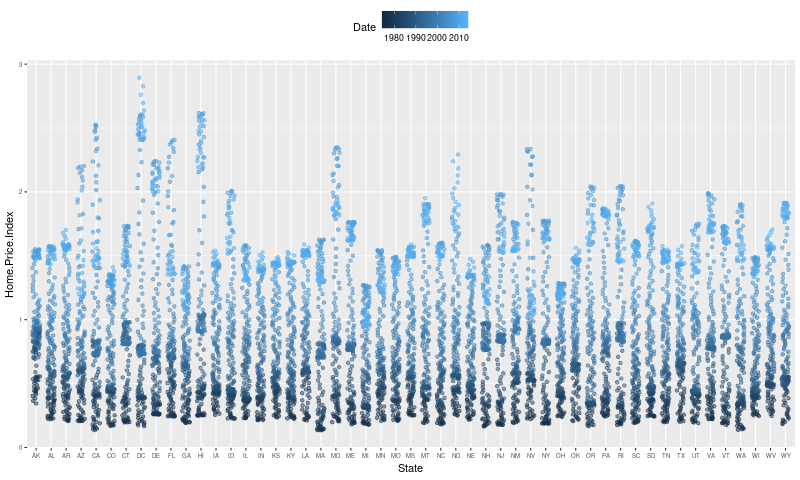 Date
1980 1990 2000 2010
Home.Price.Index
3
2
1
0
AK AL AR AZ CA CO CT DC DE FL GA HI IA ID IL IN KS KY LA MA MD ME MI MN MO MS MT NC ND NE NH NJ NM NV NY OH OK OR PA RI SC SD TN TX UT VA VT WA WI WV WY
State